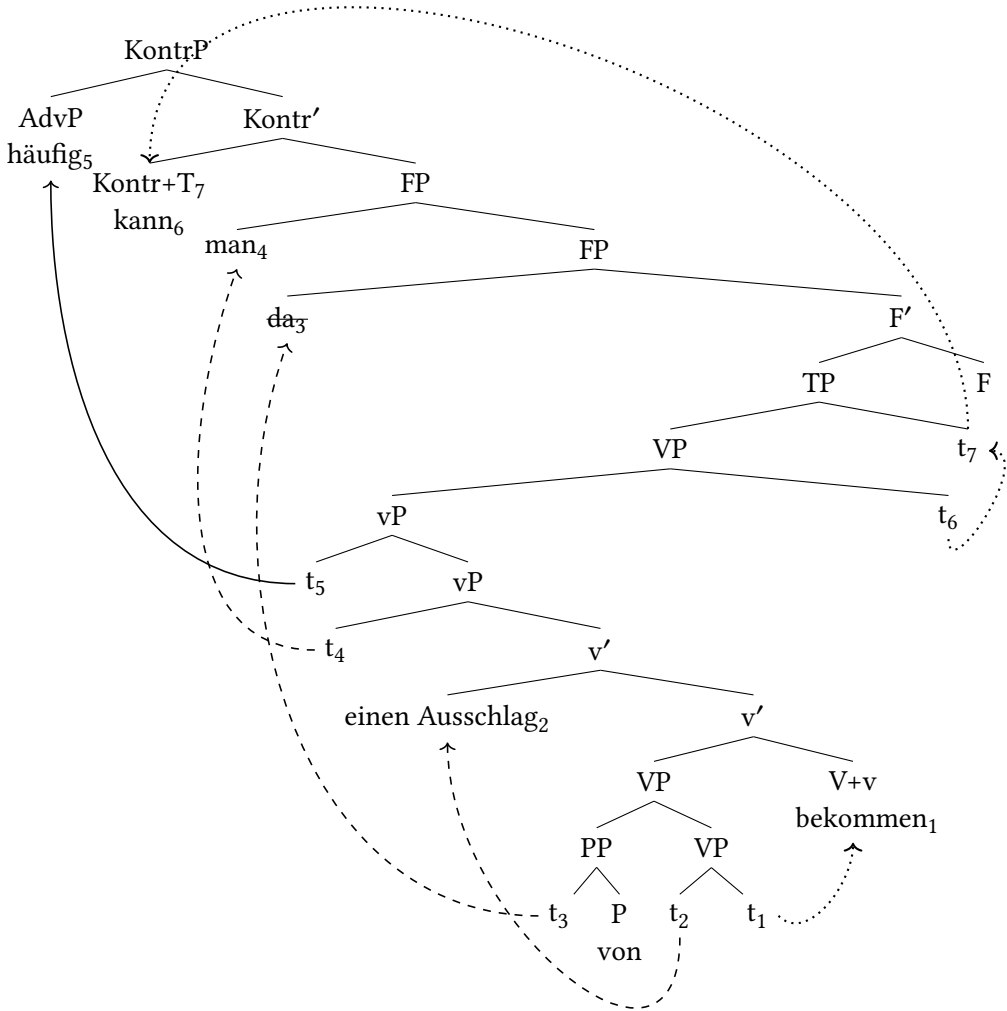 KontrP
AdvP Kontr′
häufig₅
Kontr+T₇ FP
kann₆
man₄ FP
da₃ F′
TP F
VP t₇
vP t₆
t₅ vP
t₄ v′
einen Ausschlag₂ v′
VP V+v
bekommen₁
PP VP
t₃ P t₂ t₁
von